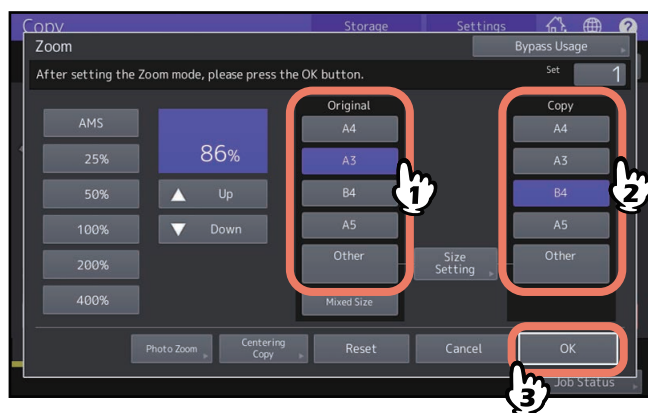 Copy
Storage
Settings
Zoom
Bypass Usage
After setting the Zoom mode, please press the OK button.
Set
1
Original
Copy
AMS
25%
50%
100%
200%
400%
86%
Up
Down
A4
A3
B4
A5
Other
Mixed Size
Size
Setting
A4
A3
B4
A5
Other
1
2
Photo Zoom
Centering
Copy
Reset
Cancel
OK
3
Job Status